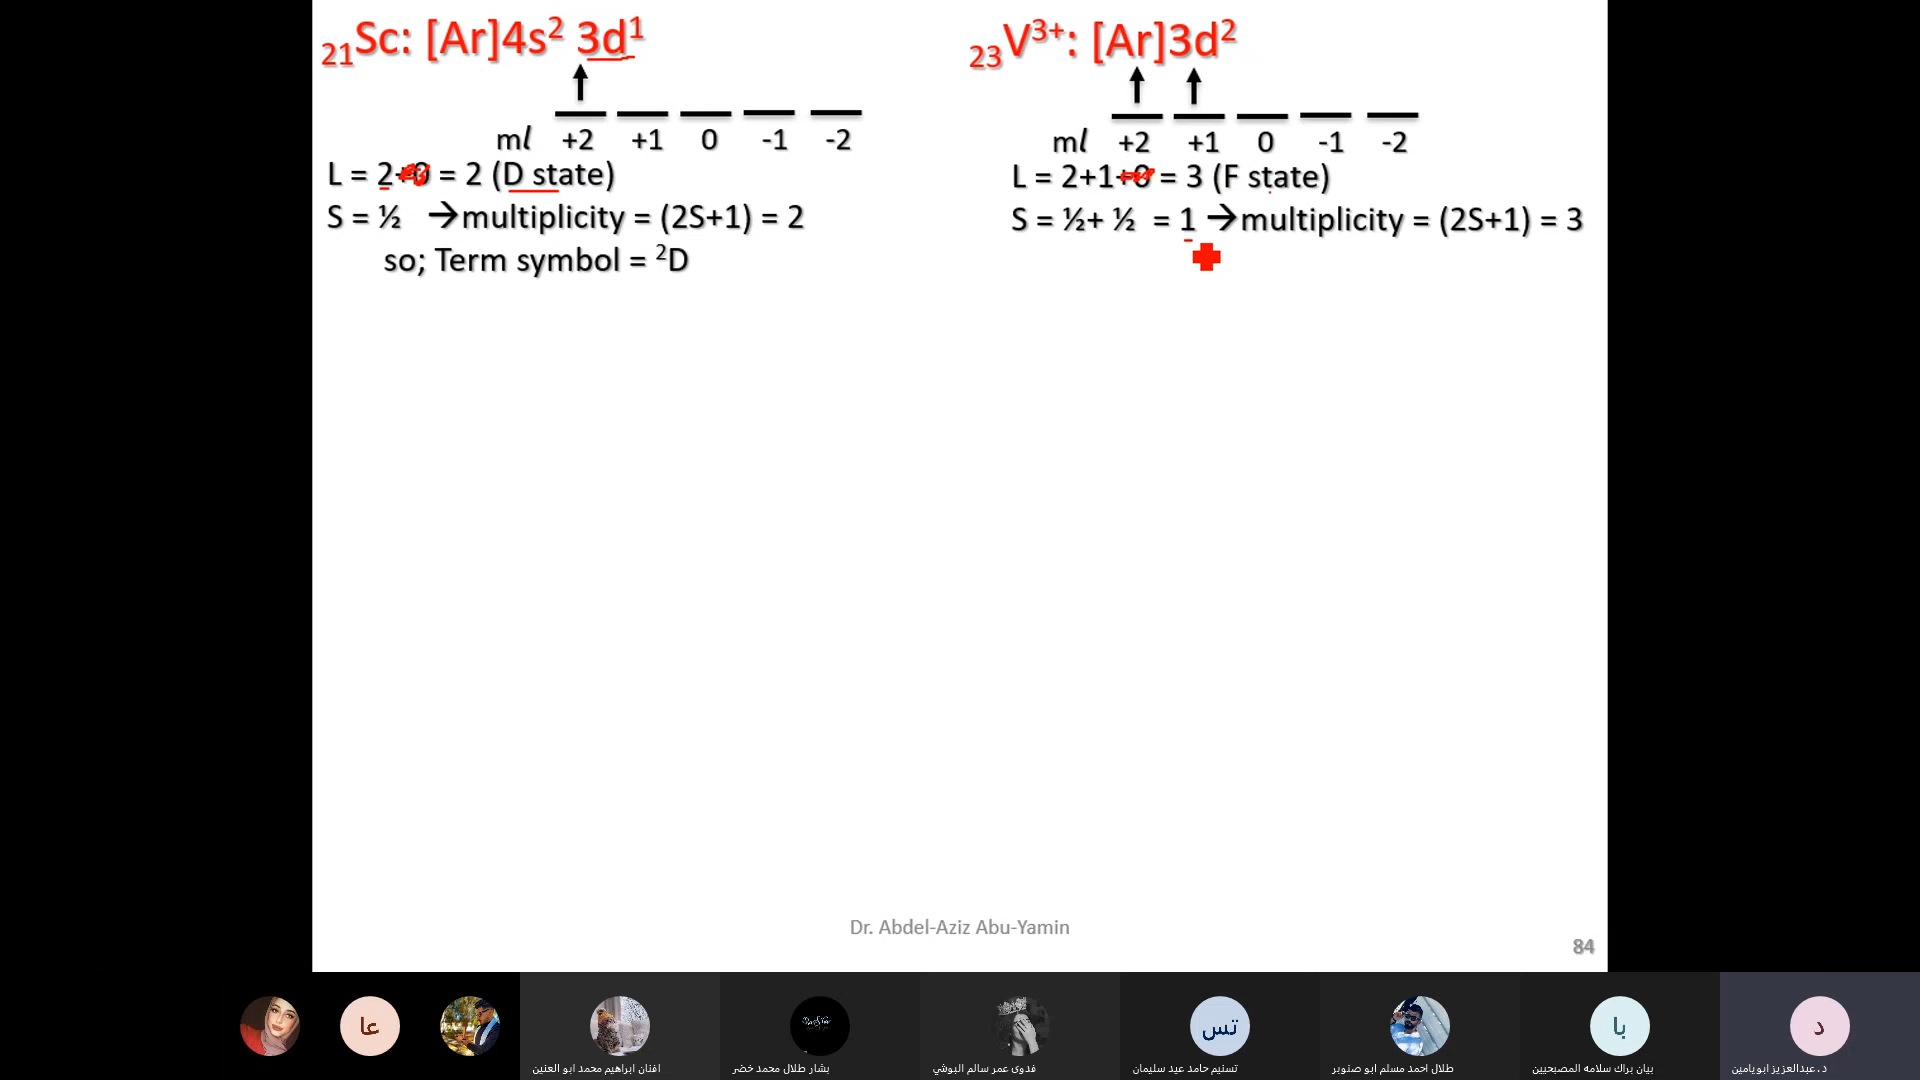 ₂₁Sc: [Ar]4s² 3d¹
ml +2 +1 0 -1 -2
L = 2+0 = 2 (D state)
S = ½ →multiplicity = (2S+1) = 2
so; Term symbol = ²D
₂₃V³⁺: [Ar]3d²
ml +2 +1 0 -1 -2
L = 2+1+0 = 3 (F state)
S = ½+ ½ = 1 →multiplicity = (2S+1) = 3
Dr. Abdel-Aziz Abu-Yamin
84
عا
تس
با
د
افنان ابراهيم محمد ابو العنين
بشار طلال محمد خضر
فدوى عمر سالم البوشي
تسنيم حامد عيد سليمان
طلال احمد مسلم ابو صنوبر
بيان براك سلامه المصبحيين
د.عبدالعزيز ابويامين